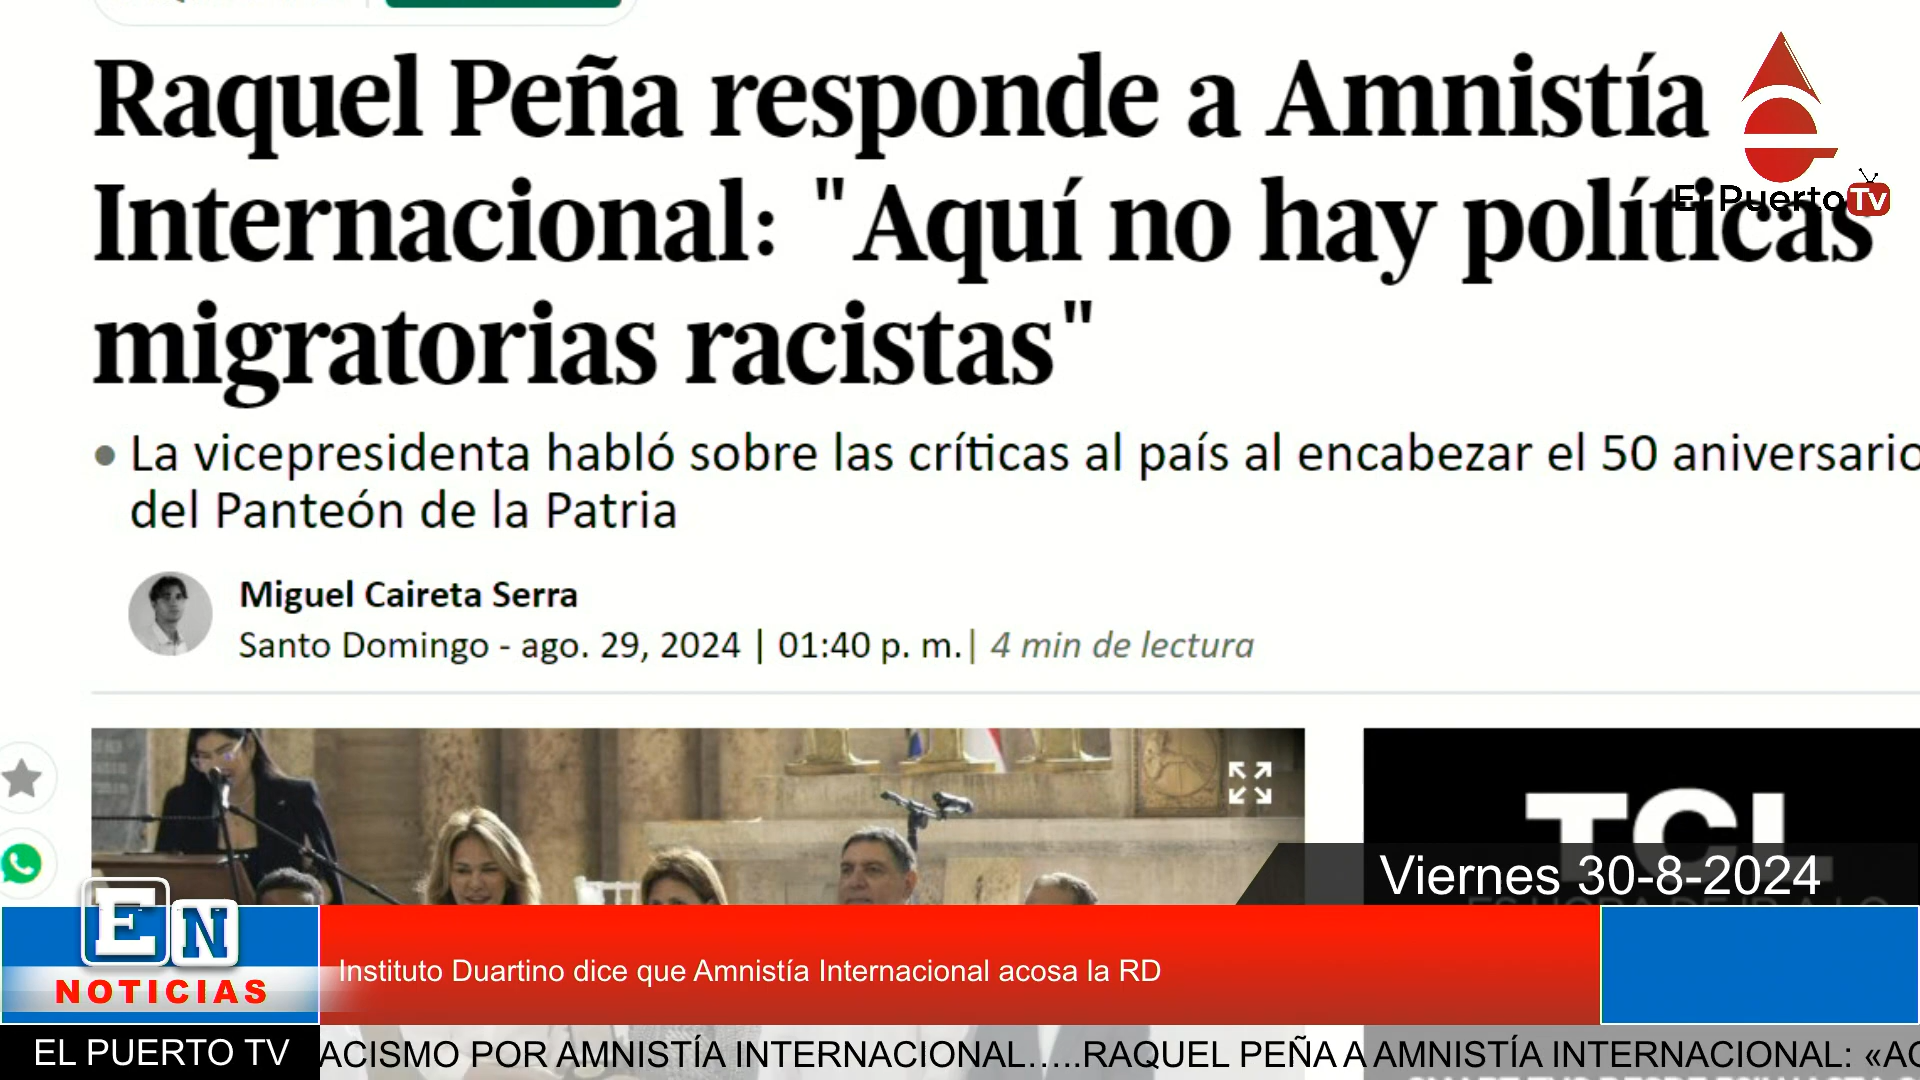 Raquel Peña responde a Amnistía
Internacional: "Aquí no hay políticas
migratorias racistas"
El Puerto Tv
La vicepresidenta habló sobre las críticas al país al encabezar el 50 aniversario
del Panteón de la Patria
Miguel Caireta Serra
Santo Domingo - ago. 29, 2024 | 01:40 p. m.| 4 min de lectura
TCL
Viernes 30-8-2024
EN
NOTICIAS
Instituto Duartino dice que Amnistía Internacional acosa la RD
EL PUERTO TV
ACISMO POR AMNISTÍA INTERNACIONAL.....RAQUEL PEÑA A AMNISTÍA INTERNACIONAL: «AQ